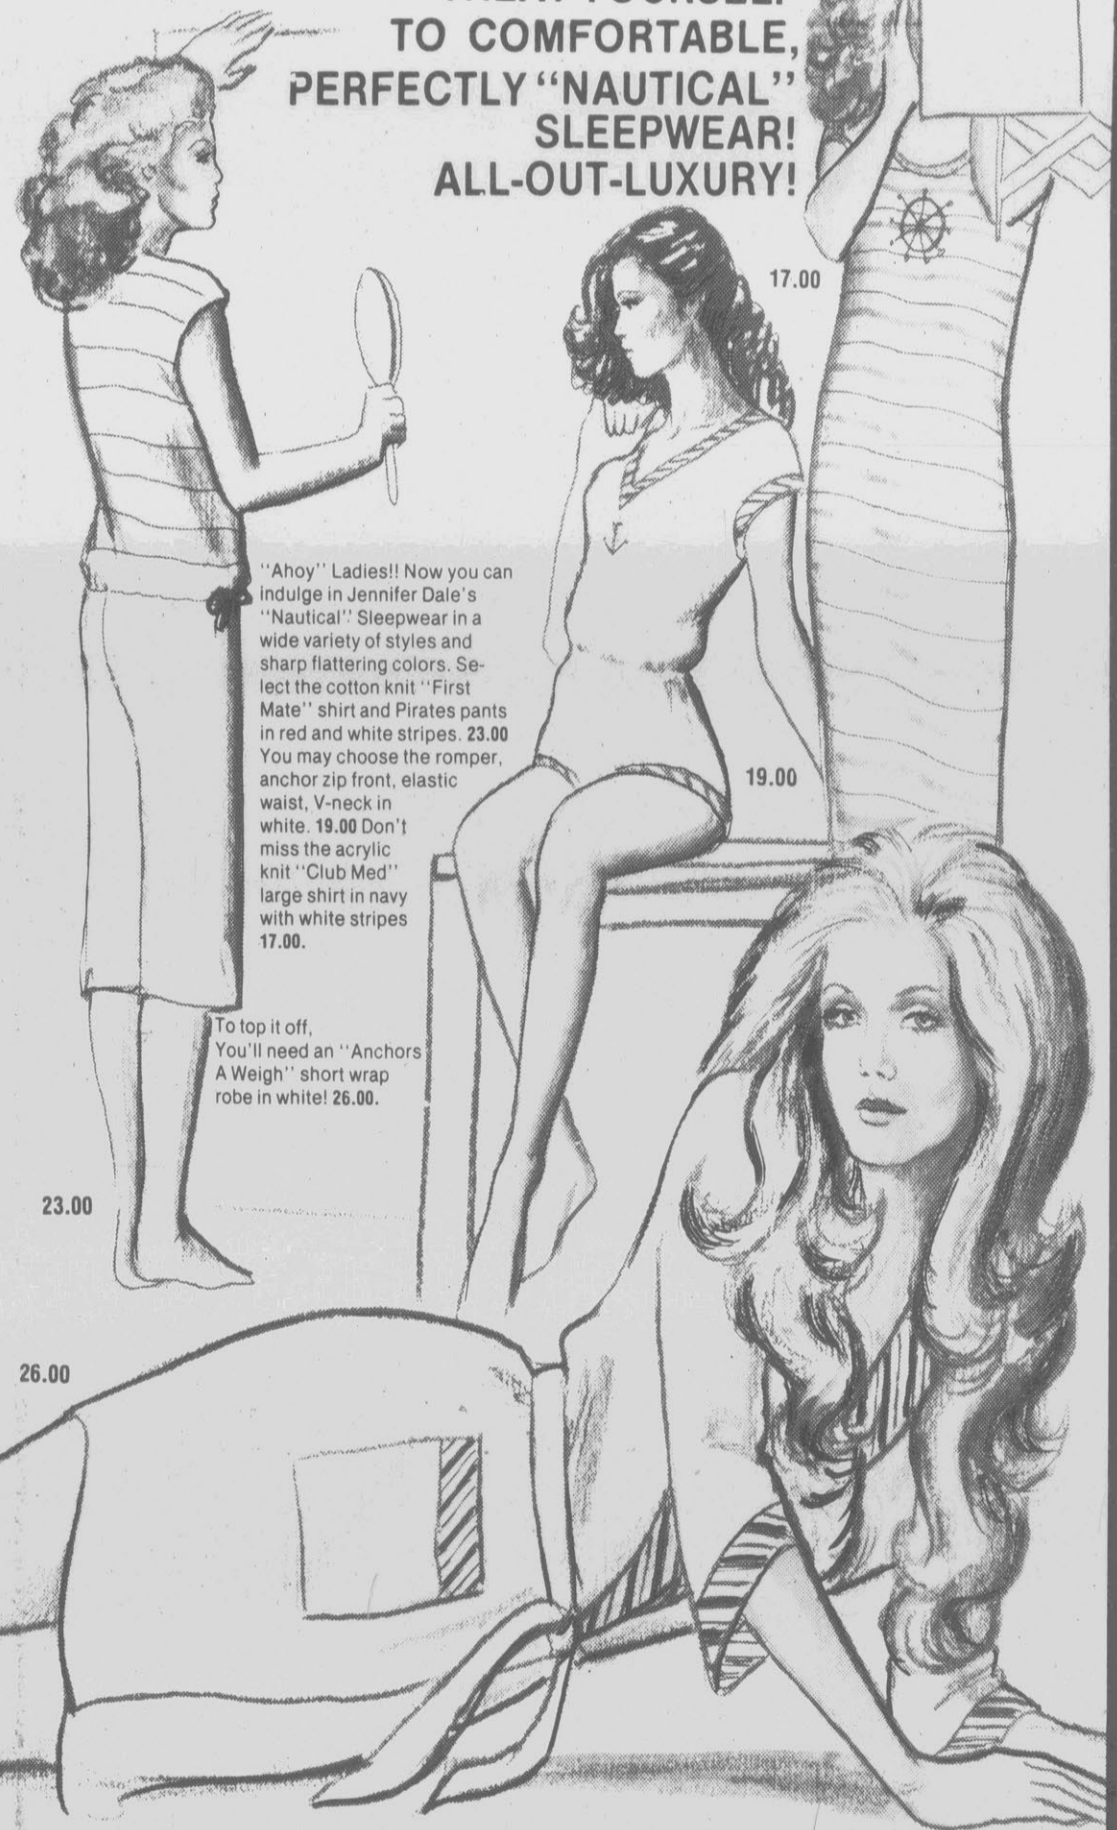 TO COMFORTABLE,
PERFECTLY "NAUTICAL"
SLEEPWEAR!
ALL-OUT-LUXURY!
17.00
"Ahoy" Ladies!! Now you can
indulge in Jennifer Dale's
"Nautical" Sleepwear in a
wide variety of styles and
sharp flattering colors. Se-
lect the cotton knit "First
Mate" shirt and Pirates pants
in red and white stripes. 23.00
You may choose the romper,
anchor zip front, elastic
waist, V-neck in
white. 19.00 Don't
miss the acrylic
knit "Club Med"
large shirt in navy
with white stripes
17.00.
19.00
To top it off,
You'll need an "Anchors
A Weigh" short wrap
robe in white! 26.00.
23.00
26.00